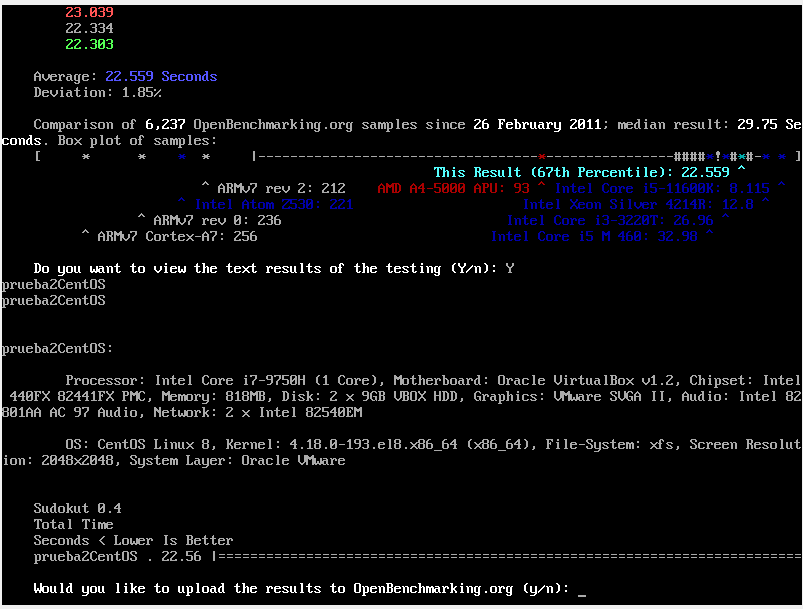 23.039
22.334
22.303
Average: 22.559 Seconds
Deviation: 1.85%
Comparison of 6,237 OpenBenchmarking.org samples since 26 February 2011; median result: 29.75 Se
conds. Box plot of samples:
[ * * * * |-----------------------------------*-----------------####*!*#*#-* * ]
This Result (67th Percentile): 22.559 ^
^ ARMv7 rev 2: 212 AMD A4-5000 APU: 93 ^ Intel Core i5-11600K: 8.115 ^
^ Intel Atom 2530: 221 Intel Xeon Silver 4214R: 12.8 ^
^ ARMv7 rev 0: 236 Intel Core i3-3220T: 26.96 ^
^ ARMv7 Cortex-A7: 256 Intel Core i5 M 460: 32.98 ^
Do you want to view the text results of the testing (Y/n): Y
prueba2CentOS
prueba2CentOS
prueba2CentOS:
Processor: Intel Core i7-9750H (1 Core), Motherboard: Oracle VirtualBox v1.2, Chipset: Intel
440FX 82441FX PMC, Memory: 818MB, Disk: 2 x 9GB VBOX HDD, Graphics: VMware SVGA II, Audio: Intel 82
801AA AC 97 Audio, Network: 2 x Intel 82540EM
OS: CentOS Linux 8, Kernel: 4.18.0-193.el8.x86_64 (x86_64), File-System: xfs, Screen Resolut
ion: 2048x2048, System Layer: Oracle VMware
Sudokut 0.4
Total Time
Seconds < Lower Is Better
prueba2CentOS . 22.56 |=========================================================================
Would you like to upload the results to OpenBenchmarking.org (y/n): _